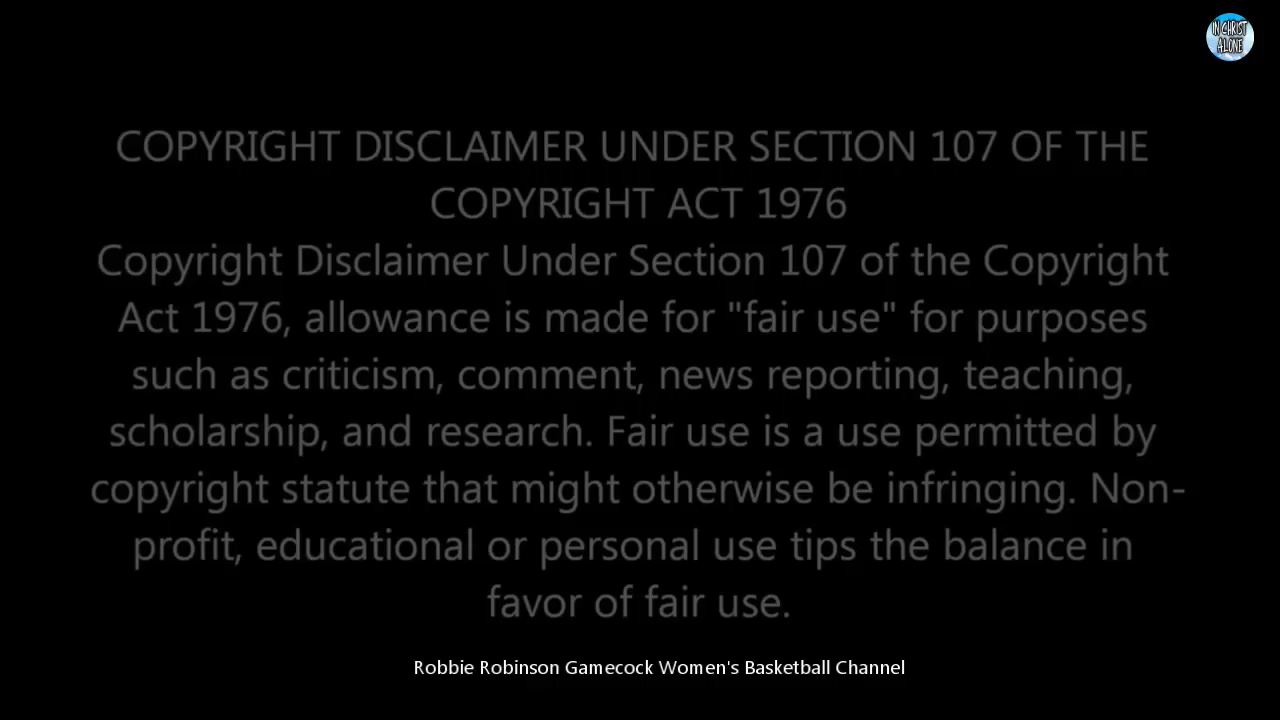 IN CHRIST
ALONE
COPYRIGHT DISCLAIMER UNDER SECTION 107 OF THE
COPYRIGHT ACT 1976
Copyright Disclaimer Under Section 107 of the Copyright
Act 1976, allowance is made for "fair use" for purposes
such as criticism, comment, news reporting, teaching,
scholarship, and research. Fair use is a use permitted by
copyright statute that might otherwise be infringing. Non-
profit, educational or personal use tips the balance in
favor of fair use.
Robbie Robinson Gamecock Women's Basketball Channel